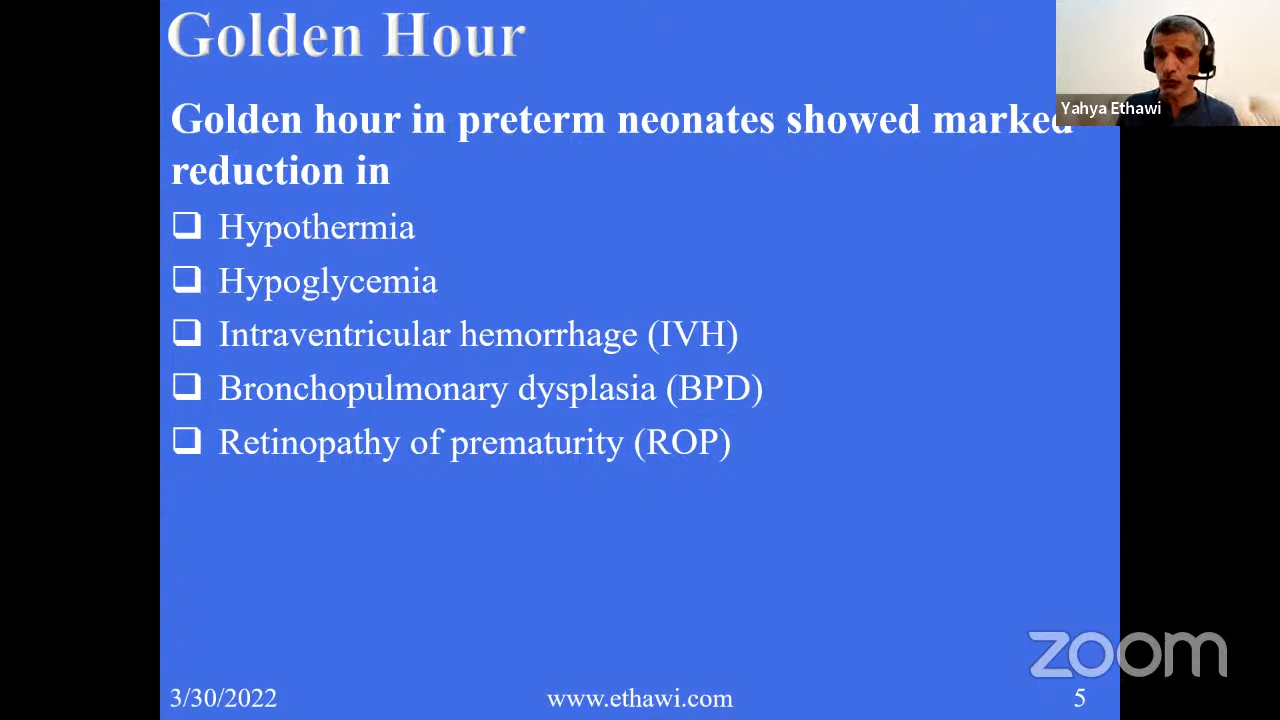 Golden Hour
Yahya Ethawi
Golden hour in preterm neonates showed marked
reduction in
Hypothermia
Hypoglycemia
Intraventricular hemorrhage (IVH)
Bronchopulmonary dysplasia (BPD)
Retinopathy of prematurity (ROP)
zoom
3/30/2022
www.ethawi.com
5